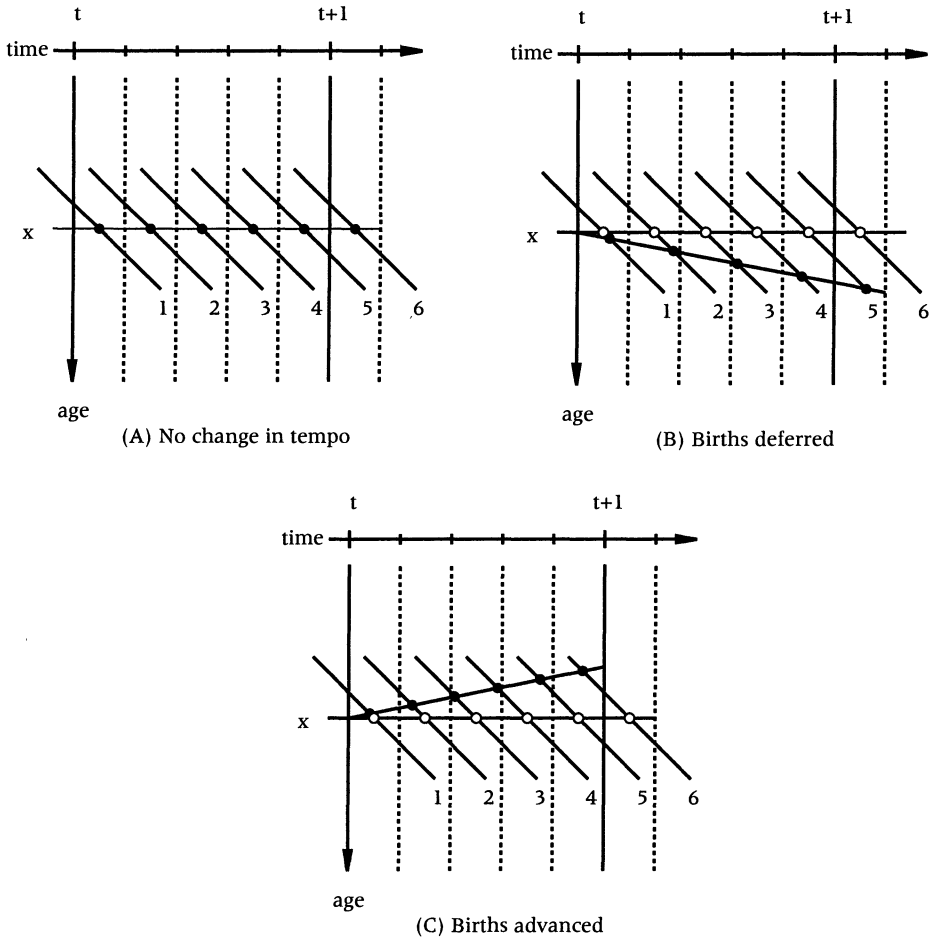 t t+1
time
x
1 2 3 4 5 6
age
(A) No change in tempo
t t+1
time
x
1 2 3 4 5 6
age
(B) Births deferred
t t+1
time
x
1 2 3 4 5 6
age
(C) Births advanced